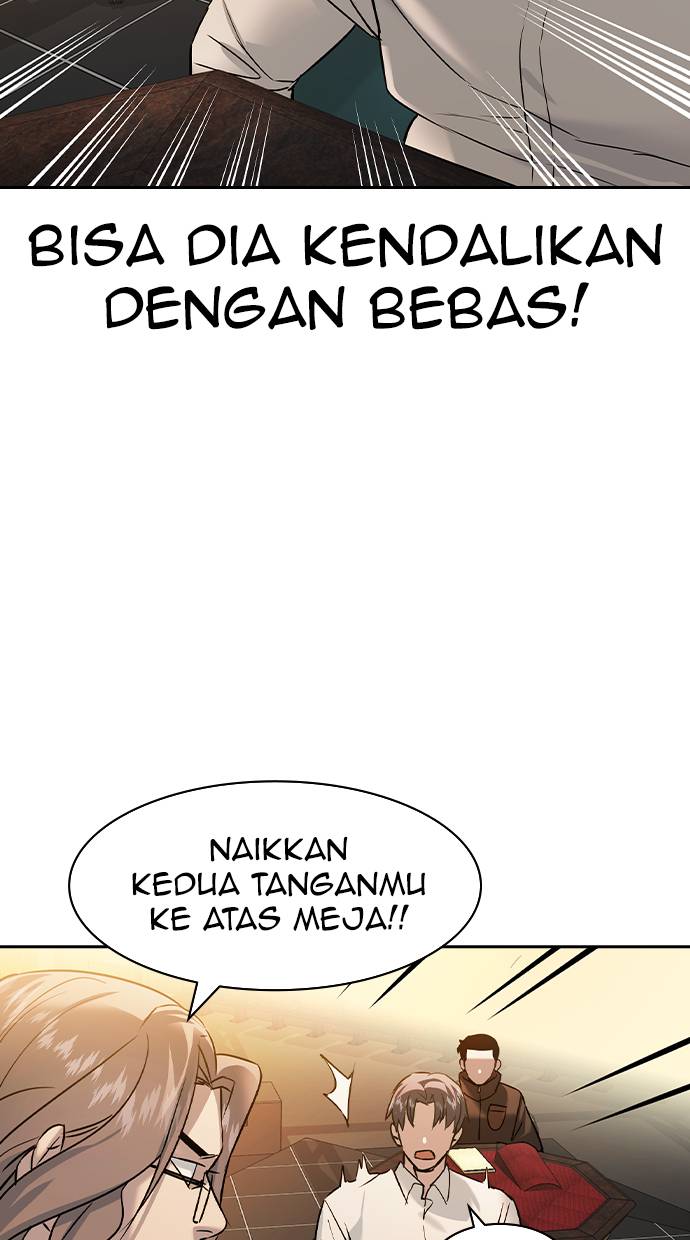 BISA DIA KENDALIKAN
DENGAN BEBAS!
NAIKKAN
KEDUA TANGANMU
KE ATAS MEJA!!